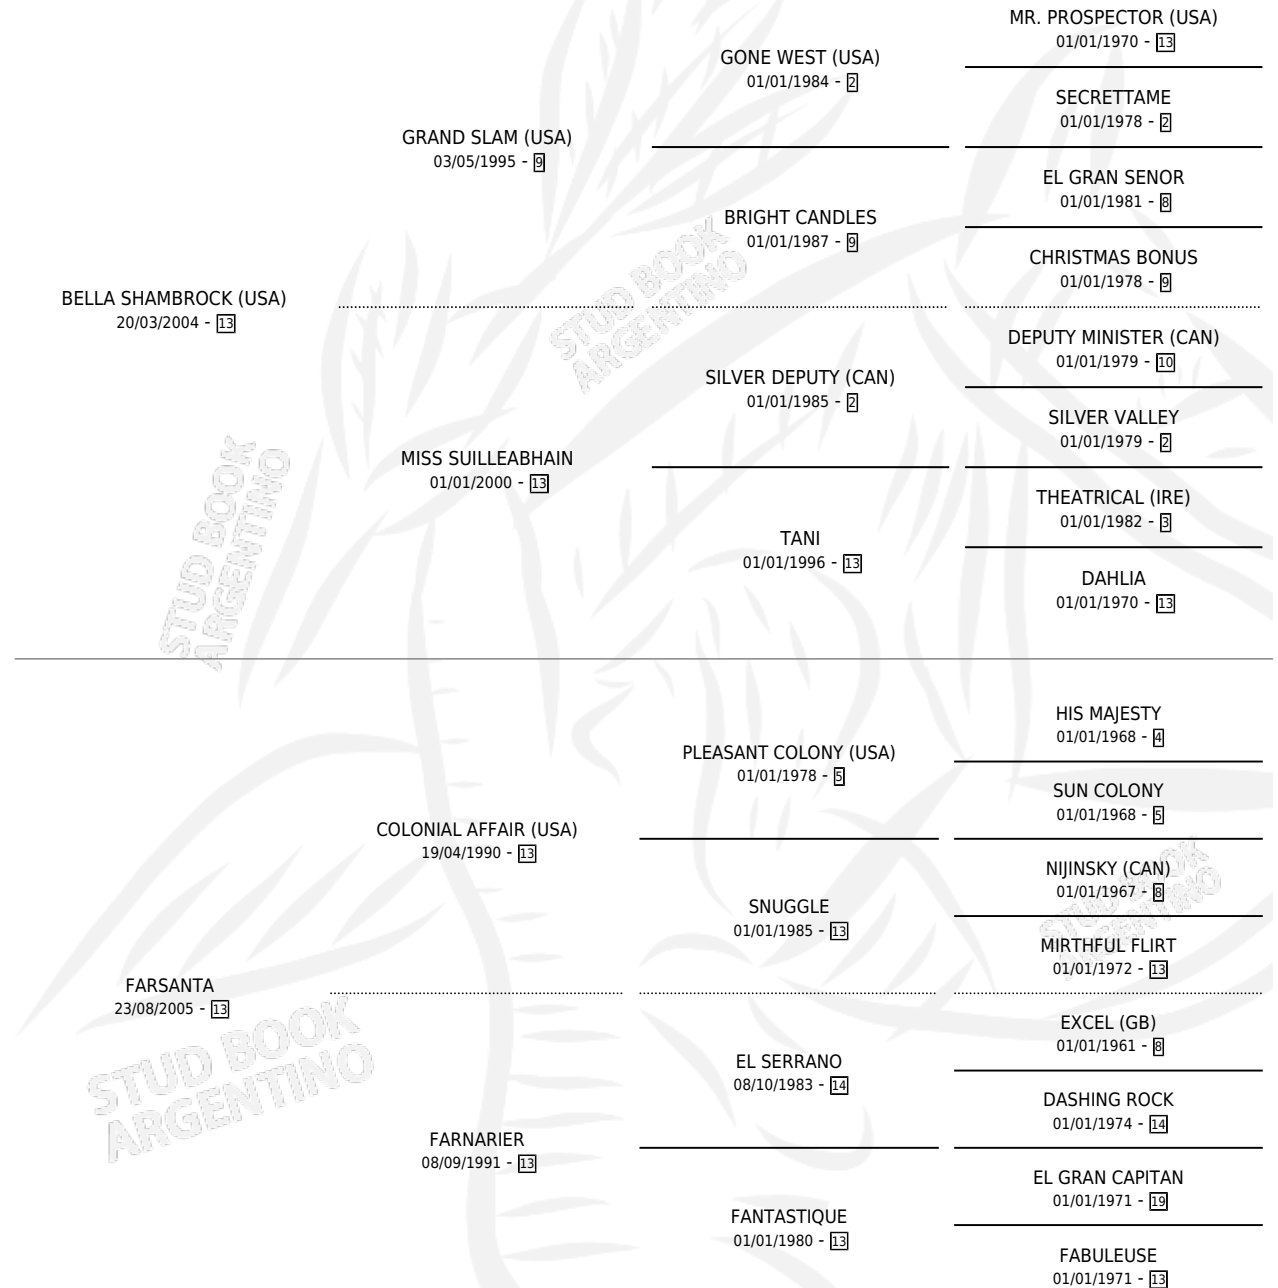 MR. PROSPECTOR (USA)
01/01/1970 - 13
GONE WEST (USA)
01/01/1984 - 2
SECRETTAME
01/01/1978 - 2
GRAND SLAM (USA)
03/05/1995 - 9
EL GRAN SENOR
01/01/1981 - 8
BRIGHT CANDLES
01/01/1987 - 9
CHRISTMAS BONUS
01/01/1978 - 9
BELLA SHAMBROCK (USA)
20/03/2004 - 13
DEPUTY MINISTER (CAN)
01/01/1979 - 10
SILVER DEPUTY (CAN)
01/01/1985 - 2
SILVER VALLEY
01/01/1979 - 2
MISS SUILLEABHAIN
01/01/2000 - 13
THEATRICAL (IRE)
01/01/1982 - 3
TANI
01/01/1996 - 13
DAHLIA
01/01/1970 - 13
STUD BOOK
ARGENTINO
STUD BOOK
ARGENTINO
HIS MAJESTY
01/01/1968 - 4
PLEASANT COLONY (USA)
01/01/1978 - 5
SUN COLONY
01/01/1968 - 5
COLONIAL AFFAIR (USA)
19/04/1990 - 13
NIJINSKY (CAN)
01/01/1967 - 8
SNUGGLE
01/01/1985 - 13
MIRTHFUL FLIRT
01/01/1972 - 13
FARSANTA
23/08/2005 - 13
EXCEL (GB)
01/01/1961 - 8
EL SERRANO
08/10/1983 - 14
DASHING ROCK
01/01/1974 - 14
FARNARIER
08/09/1991 - 13
EL GRAN CAPITAN
01/01/1971 - 19
FANTASTIQUE
01/01/1980 - 13
FABULEUSE
01/01/1971 - 13
STUD BOOK
ARGENTINO
STUD BOOK
ARGENTINO